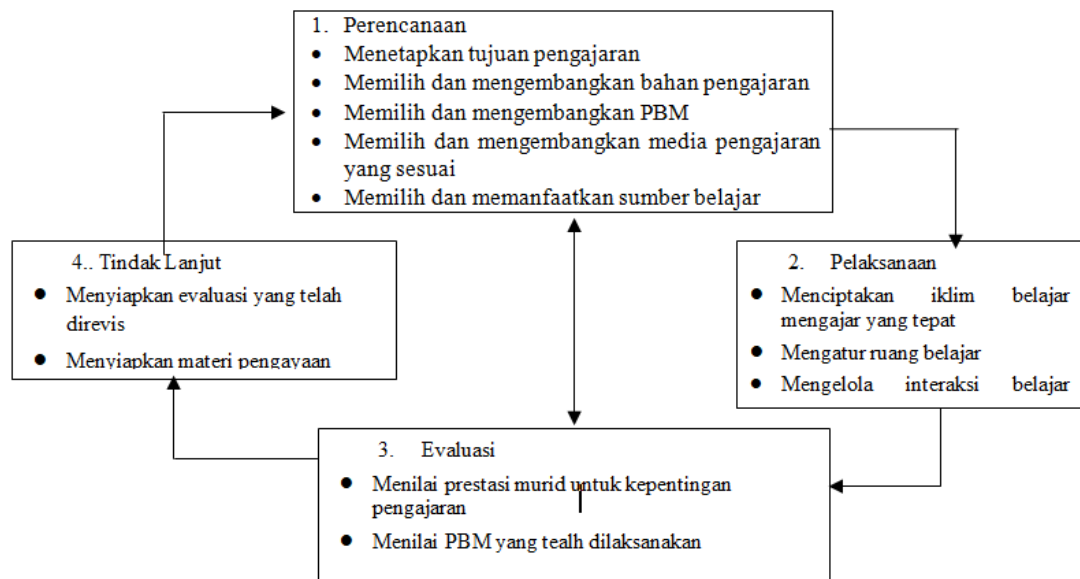 1. Perencanaan
• Menetapkan tujuan pengajaran
• Memilih dan mengembangkan bahan pengajaran
• Memilih dan mengembangkan PBM
• Memilih dan mengembangkan media pengajaran
yang sesuai
• Memilih dan memanfaatkan sumber belajar
2. Pelaksanaan
• Menciptakan iklim belajar
mengajar yang tepat
• Mengatur ruang belajar
• Mengelola interaksi belajar
3. Evaluasi
• Menilai prestasi murid untuk kepentingan
pengajaran
• Menilai PBM yang tealh dilaksanakan
4.. Tindak Lanjut
• Menyiapkan evaluasi yang telah
direvis
• Menyiapkan materi pengayaan